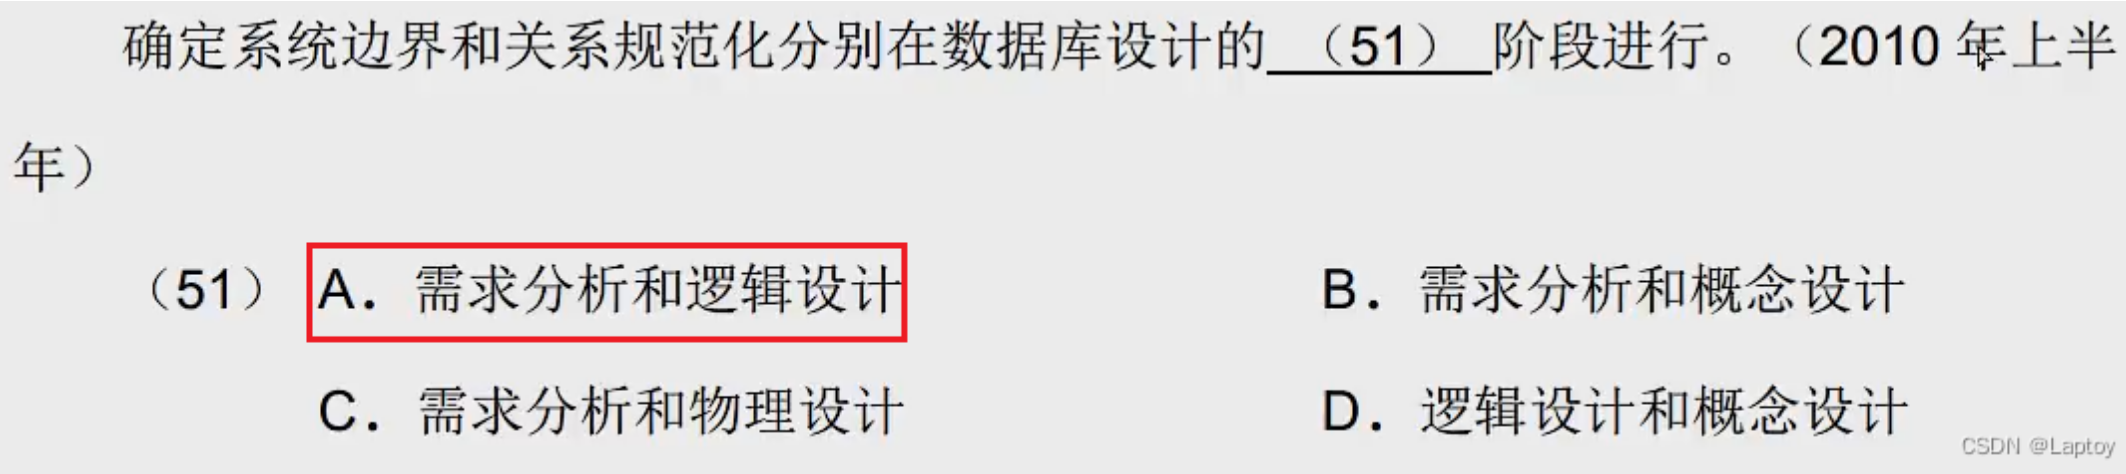 确定系统边界和关系规范化分别在数据库设计的 （51） 阶段进行。（2010 年上半
年）
（51） A．需求分析和逻辑设计 B．需求分析和概念设计
C．需求分析和物理设计 D．逻辑设计和概念设计
CSDN @Laptoy